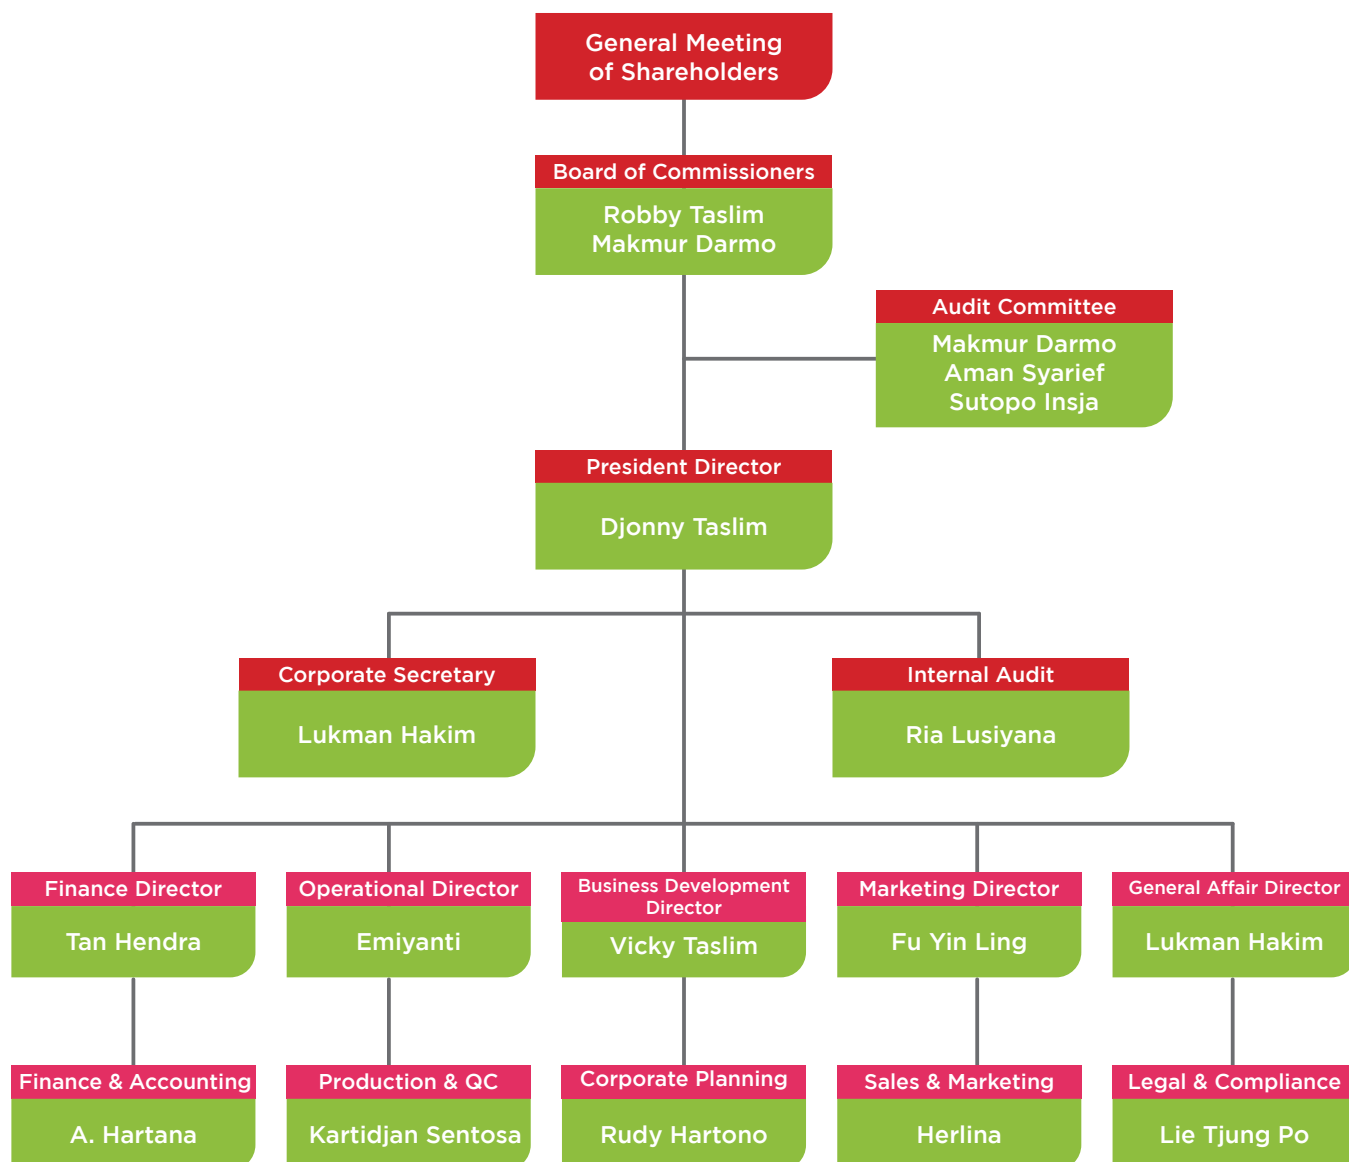 General Meeting
of Shareholders
Board of Commissioners
Robby Taslim
Makmur Darmo
Audit Committee
Makmur Darmo
Aman Syarief
Sutopo Insja
President Director
Djonny Taslim
Corporate Secretary
Lukman Hakim
Internal Audit
Ria Lusiyana
Finance Director
Tan Hendra
Operational Director
Emiyanti
Business Development
Director
Vicky Taslim
Marketing Director
Fu Yin Ling
General Affair Director
Lukman Hakim
Finance & Accounting
A. Hartana
Production & QC
Kartidjan Sentosa
Corporate Planning
Rudy Hartono
Sales & Marketing
Herlina
Legal & Compliance
Lie Tjung Po